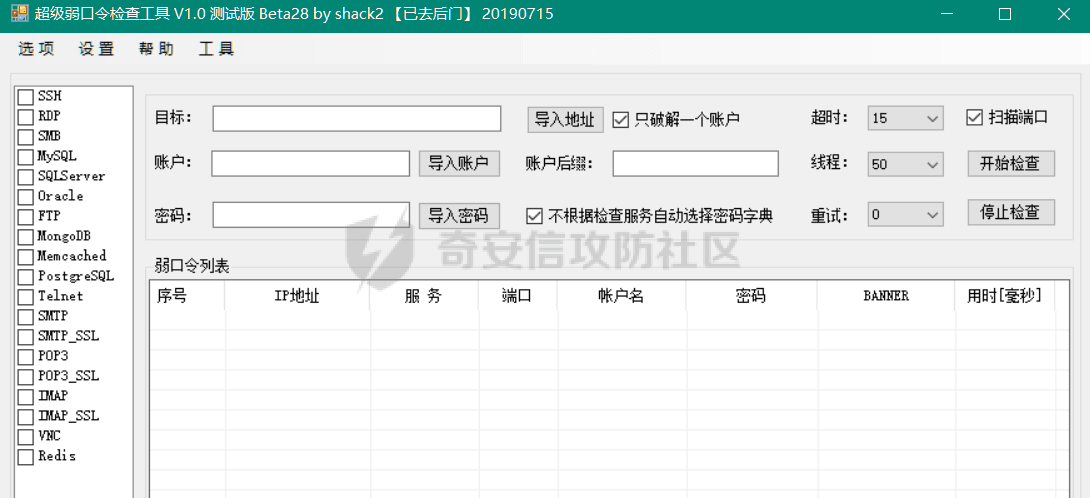 超级弱口令检查工具 V1.0 测试版 Beta28 by shack2 【已去后门】 20190715
选项 设置 帮助 工具
SSH
RDP
SMB
MySQL
SQLServer
Oracle
FTP
MongoDB
Memcached
PostgreSQL
Telnet
SMTP
SMTP_SSL
POP3
POP3_SSL
IMAP
IMAP_SSL
VNC
Redis
目标: 导入地址 只破解一个账户 超时: 15 扫描端口
账户: 导入账户 账户后缀: 线程: 50 开始检查
密码: 导入密码 不根据检查服务自动选择密码字典 重试: 0 停止检查
奇安信攻防社区
弱口令列表
序号 IP地址 服 务 端口 帐户名 密码 BANNER 用时[毫秒]